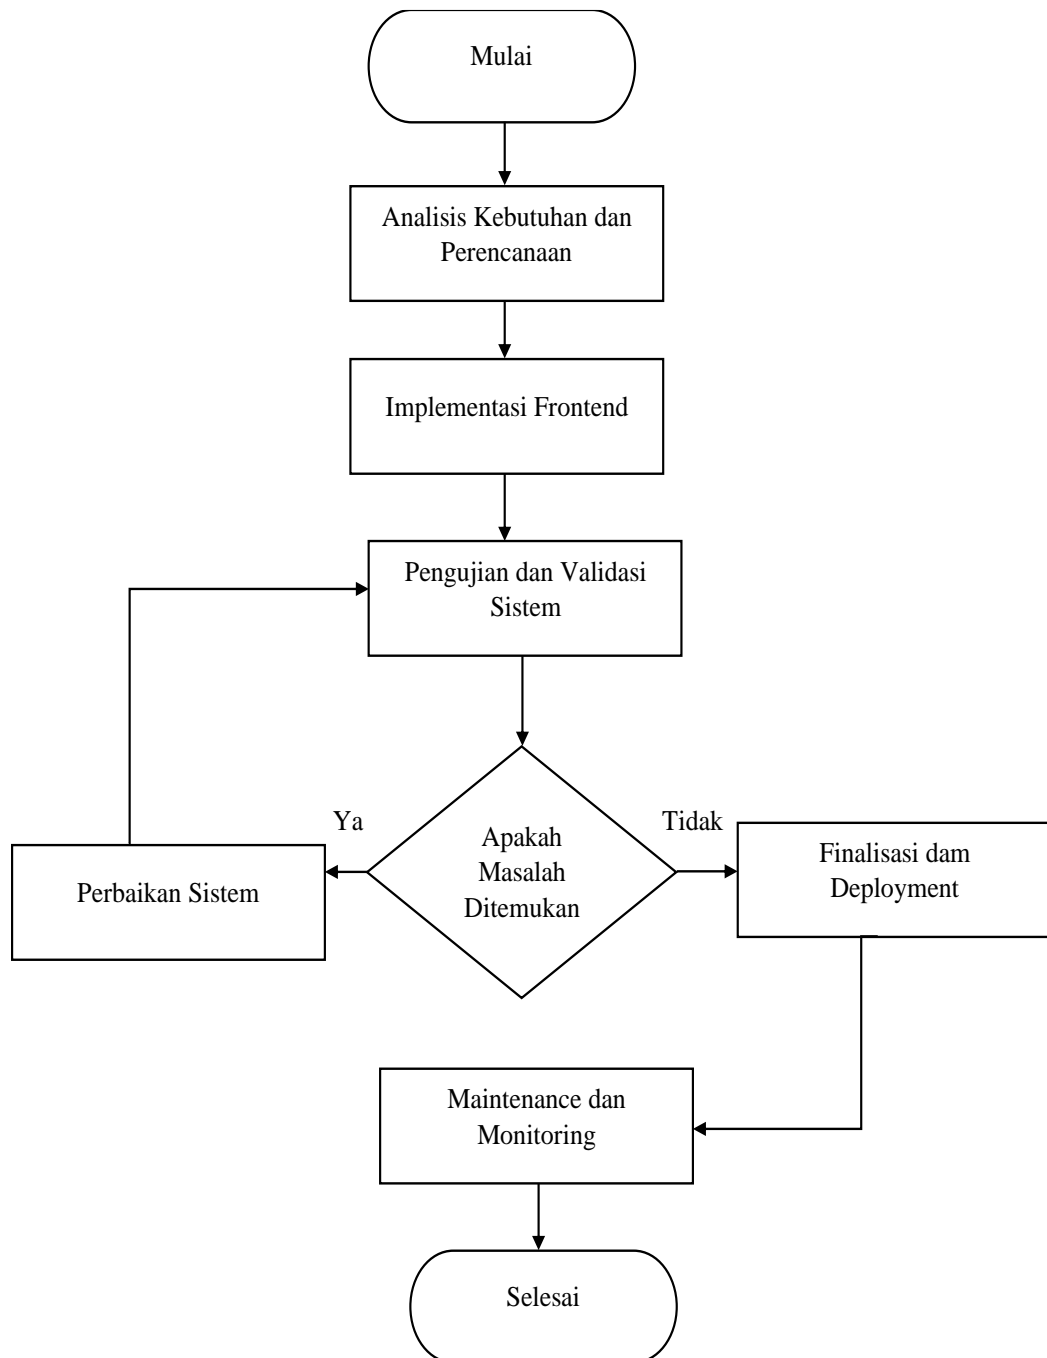 Mulai
Analisis Kebutuhan dan
Perencanaan
Implementasi Frontend
Pengujian dan Validasi
Sistem
Ya
Tidak
Apakah
Masalah
Ditemukan
Perbaikan Sistem
Finalisasi dam
Deployment
Maintenance dan
Monitoring
Selesai